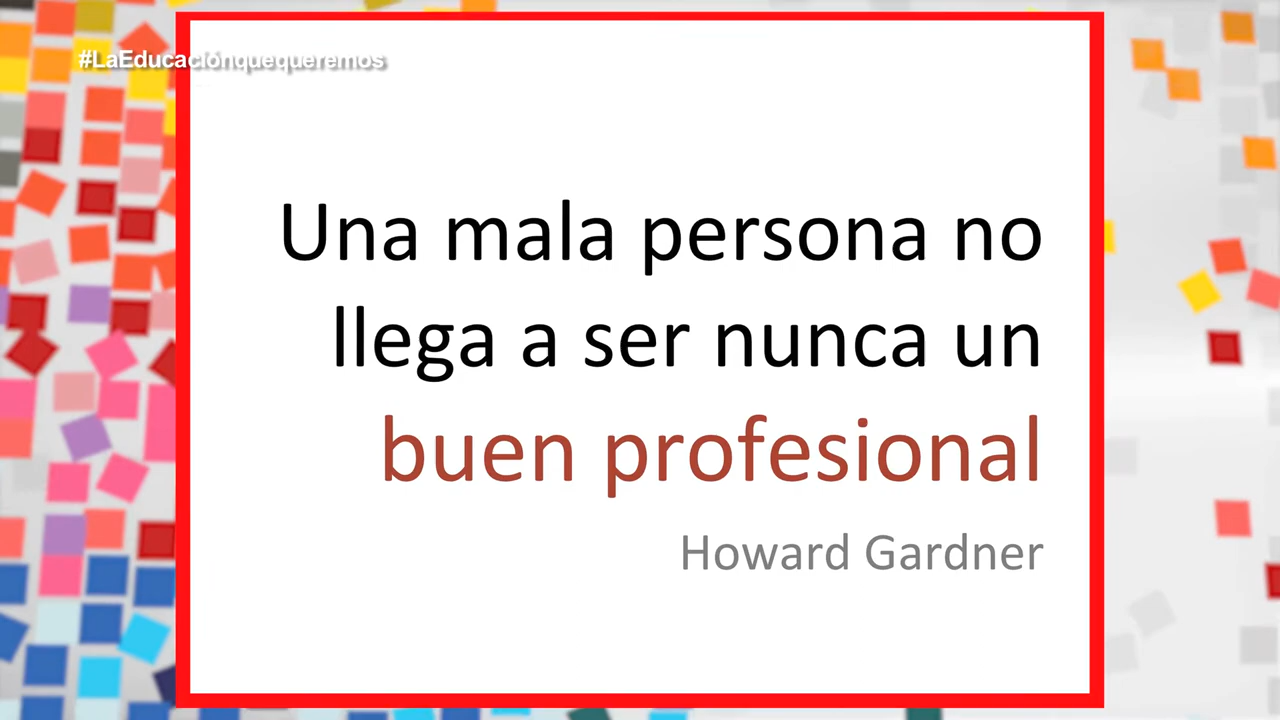 #LaEducaciónquequeremos
Una mala persona no
llega a ser nunca un
buen profesional
Howard Gardner